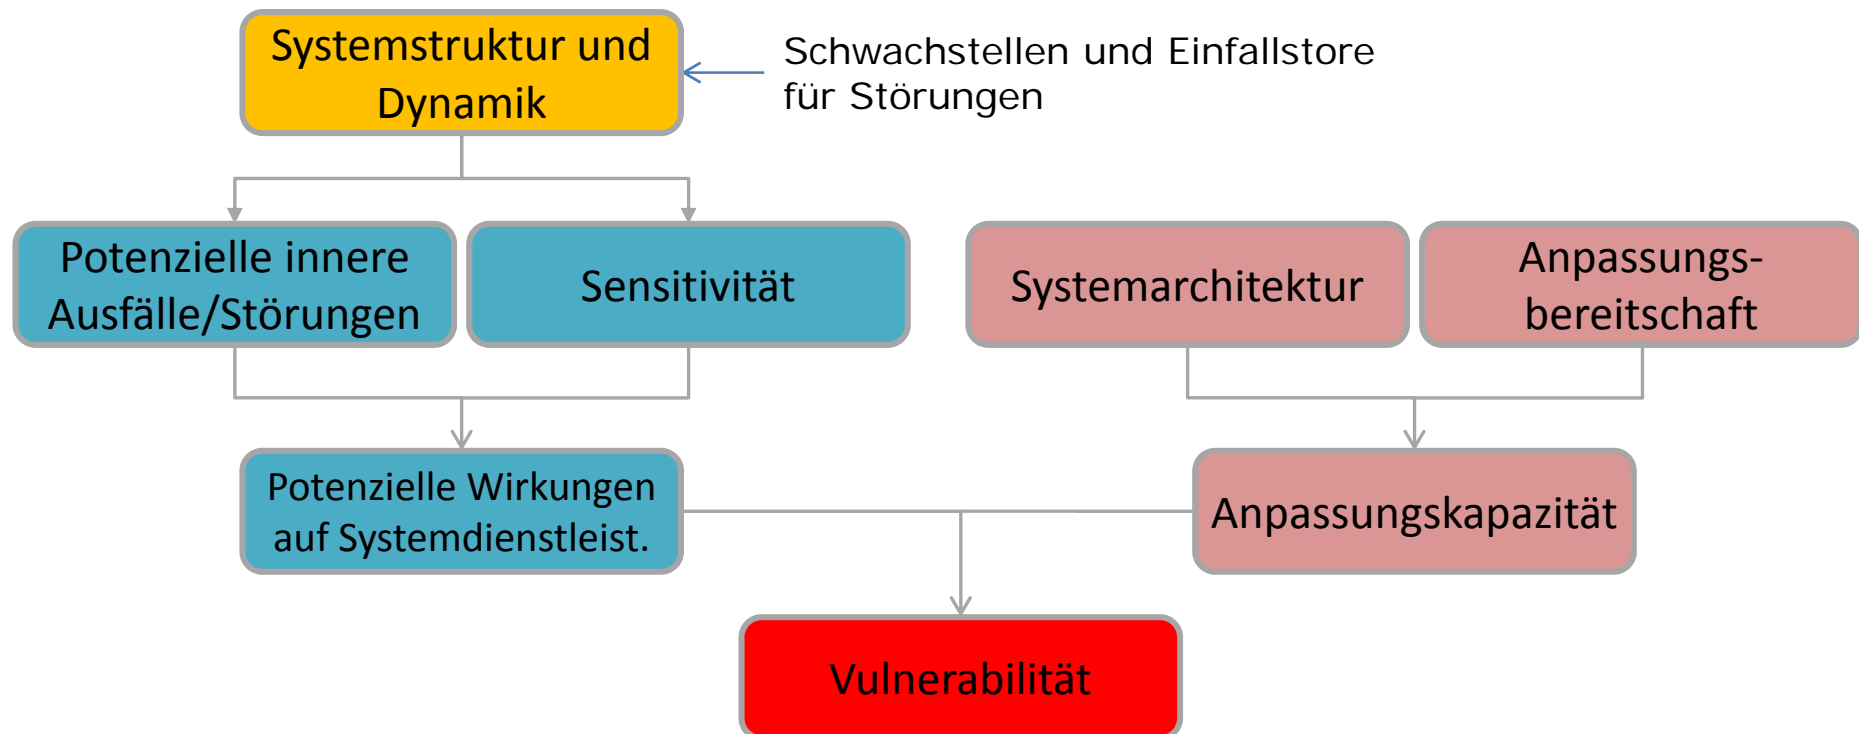 Systemstruktur und
Dynamik
Schwachstellen und Einfallstore
für Störungen
Potenzielle innere
Ausfälle/Störungen
Sensitivität
Systemarchitektur
Anpassungs-
bereitschaft
Potenzielle Wirkungen
auf Systemdienstleist.
Anpassungskapazität
Vulnerabilität